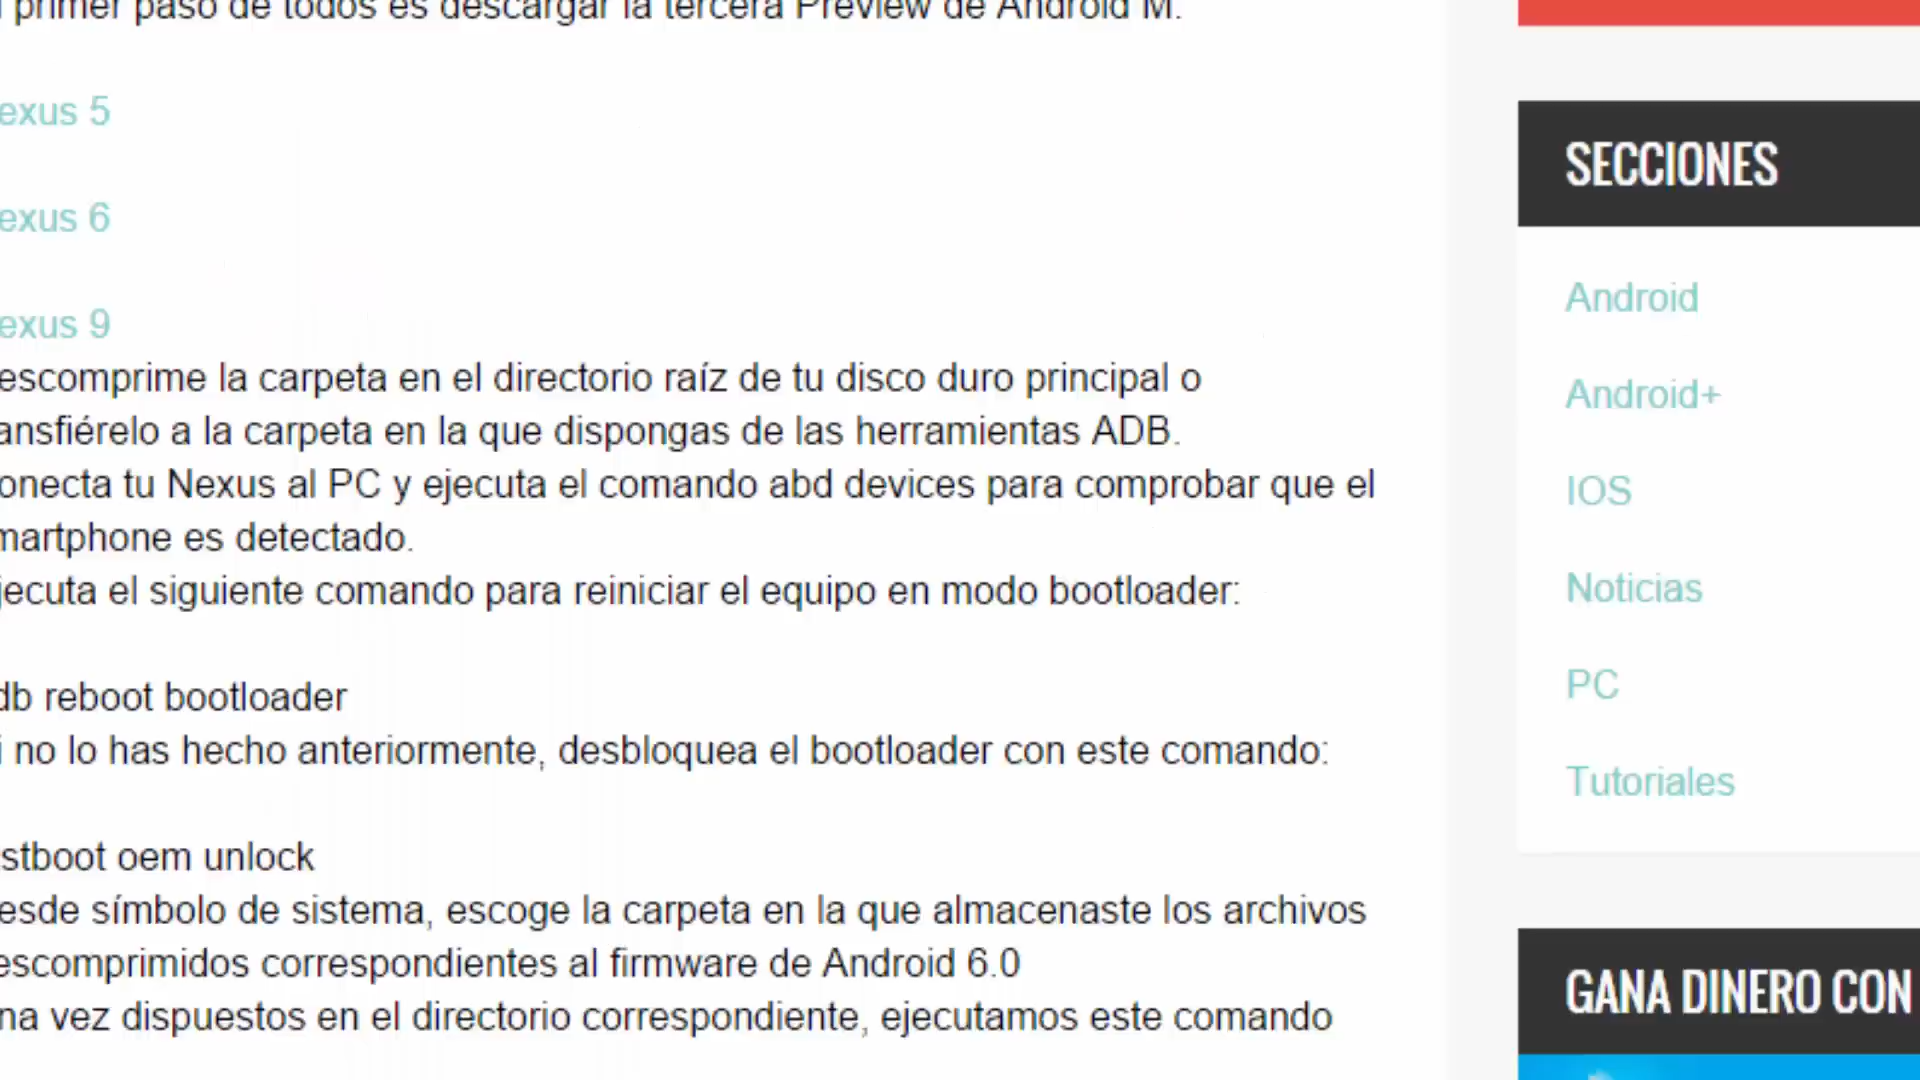 primer paso de todos es descargar la tercera Preview de Android M.
exus 5
exus 6
exus 9
escomprime la carpeta en el directorio raíz de tu disco duro principal o
ansfiérelo a la carpeta en la que dispongas de las herramientas ADB.
onecta tu Nexus al PC y ejecuta el comando abd devices para comprobar que el
martphone es detectado.
jecuta el siguiente comando para reiniciar el equipo en modo bootloader:
db reboot bootloader
i no lo has hecho anteriormente, desbloquea el bootloader con este comando:
stboot oem unlock
esde símbolo de sistema, escoge la carpeta en la que almacenaste los archivos
escomprimidos correspondientes al firmware de Android 6.0
na vez dispuestos en el directorio correspondiente, ejecutamos este comando
SECCIONES
Android
Android+
IOS
Noticias
PC
Tutoriales
GANA DINERO CON